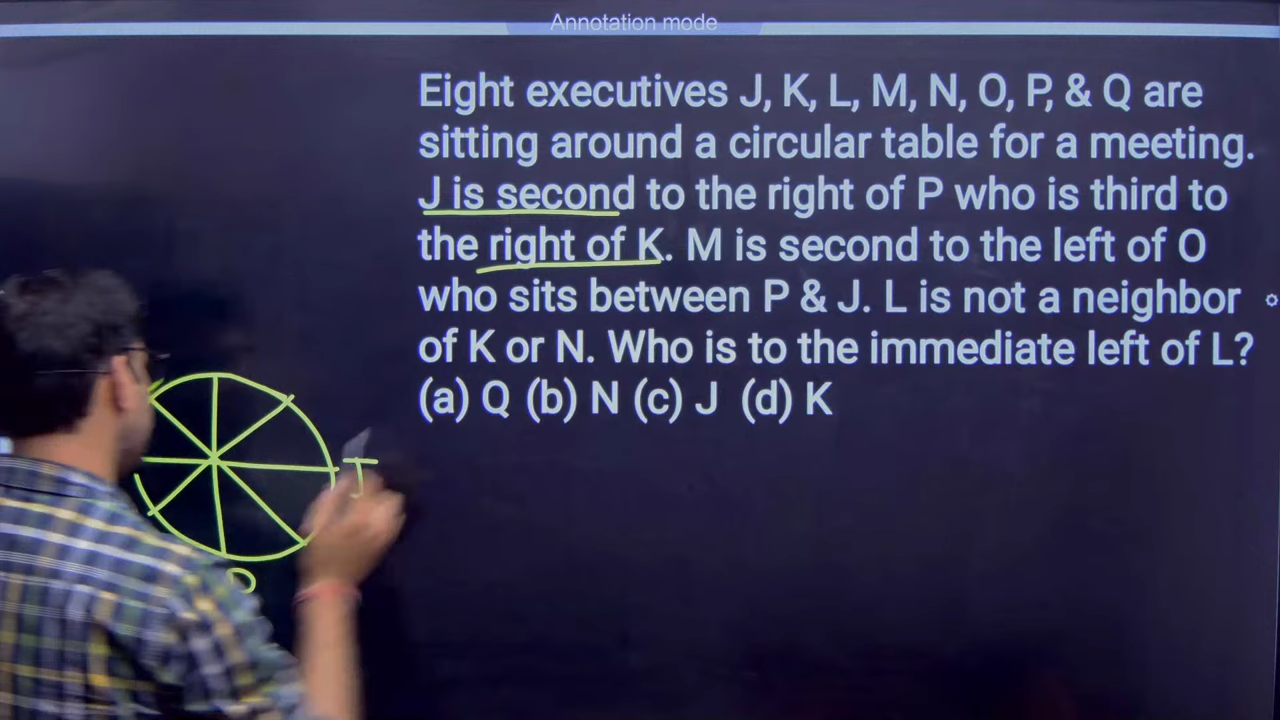 Annotation mode
Eight executives J, K, L, M, N, O, P, & Q are
sitting around a circular table for a meeting.
J is second to the right of P who is third to
the right of K. M is second to the left of O
who sits between P & J. L is not a neighbor
of K or N. Who is to the immediate left of L?
(a) Q (b) N (c) J (d) K
J